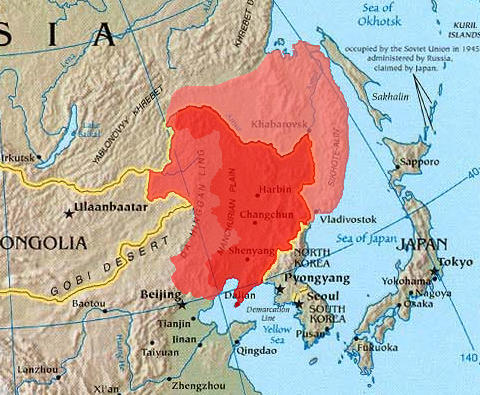 Sea of
Okhotsk
KURIL
ISLANDS
occupied by the Soviet Union in 1945,
administered by Russia,
claimed by Japan.
S I A
KHREBET D
Lake
Baikal
YABLONOVYY KHREBET
Sakhalin
Amur
Khabarovsk
SIKHOTE-ALIN
Irkutsk
Sapporo
40
Ulaanbaatar
DA HINGGAN LING
MANCHURIAN PLAIN
Harbin
Changchun
Vladivostok
ONGOLIA
GOBI DESERT
Shenyang
Sea of Japan
JAPAN
NORTH
KOREA
Tokyo
Baotou
Beijing
Dalian
Pyongyang
Yokohama
Nagoya
Osaka
Demarcation
Line
Seoul
SOUTH
KOREA
Tianjin
Yellow
Sea
Pusan
Jinan
Taiyuan
Qingdao
Fukuoka
140
Lanzhou
Huang He
Zhengzhou
Xi'an